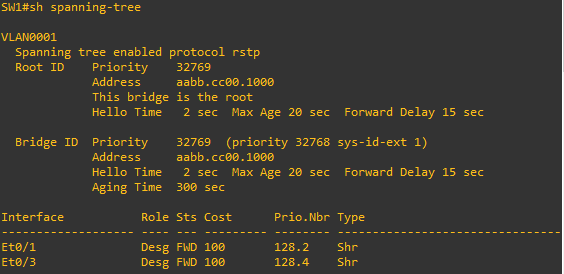 SW1#sh spanning-tree
VLAN0001
  Spanning tree enabled protocol rstp
  Root ID    Priority    32769
             Address     aabb.cc00.1000
             This bridge is the root
             Hello Time   2 sec  Max Age 20 sec  Forward Delay 15 sec
  Bridge ID  Priority    32769  (priority 32768 sys-id-ext 1)
             Address     aabb.cc00.1000
             Hello Time   2 sec  Max Age 20 sec  Forward Delay 15 sec
             Aging Time  300 sec
Interface           Role Sts Cost      Prio.Nbr Type
------------------- ---- --- --------- -------- --------------------------------
Et0/1               Desg FWD 100       128.2    Shr
Et0/3               Desg FWD 100       128.4    Shr